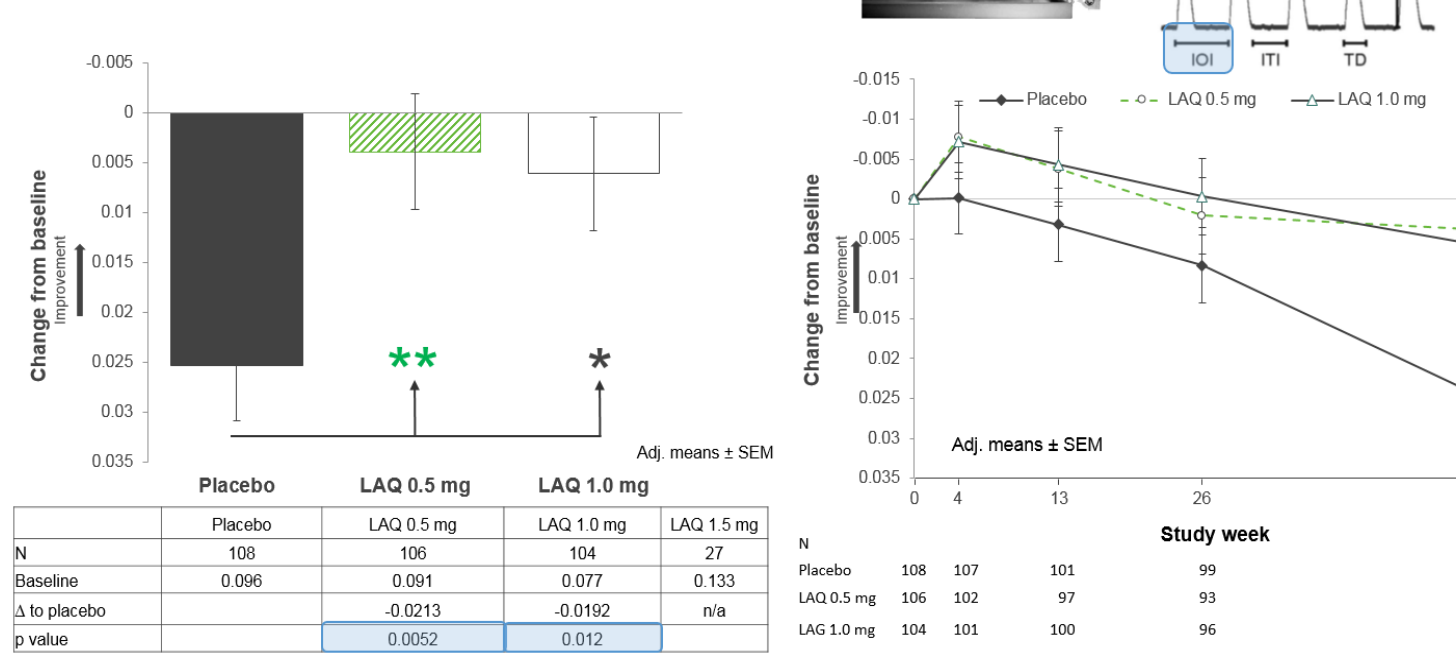 IOI ITI TD
-0.005
0
0.005
0.01
0.015
0.02
0.025
0.03
0.035
Change from baseline
Improvement
** *
Adj. means ± SEM
Placebo LAQ 0.5 mg LAQ 1.0 mg
Placebo LAQ 0.5 mg LAQ 1.0 mg LAQ 1.5 mg
N 108 106 104 27
Baseline 0.096 0.091 0.077 0.133
Δ to placebo -0.0213 -0.0192 n/a
p value 0.0052 0.012
-0.015
-0.01
-0.005
0
0.005
0.01
0.015
0.02
0.025
0.03
0.035
Change from baseline
Improvement
Placebo LAQ 0.5 mg LAQ 1.0 mg
Adj. means ± SEM
0 4 13 26
Study week
N
Placebo 108 107 101 99
LAQ 0.5 mg 106 102 97 93
LAG 1.0 mg 104 101 100 96